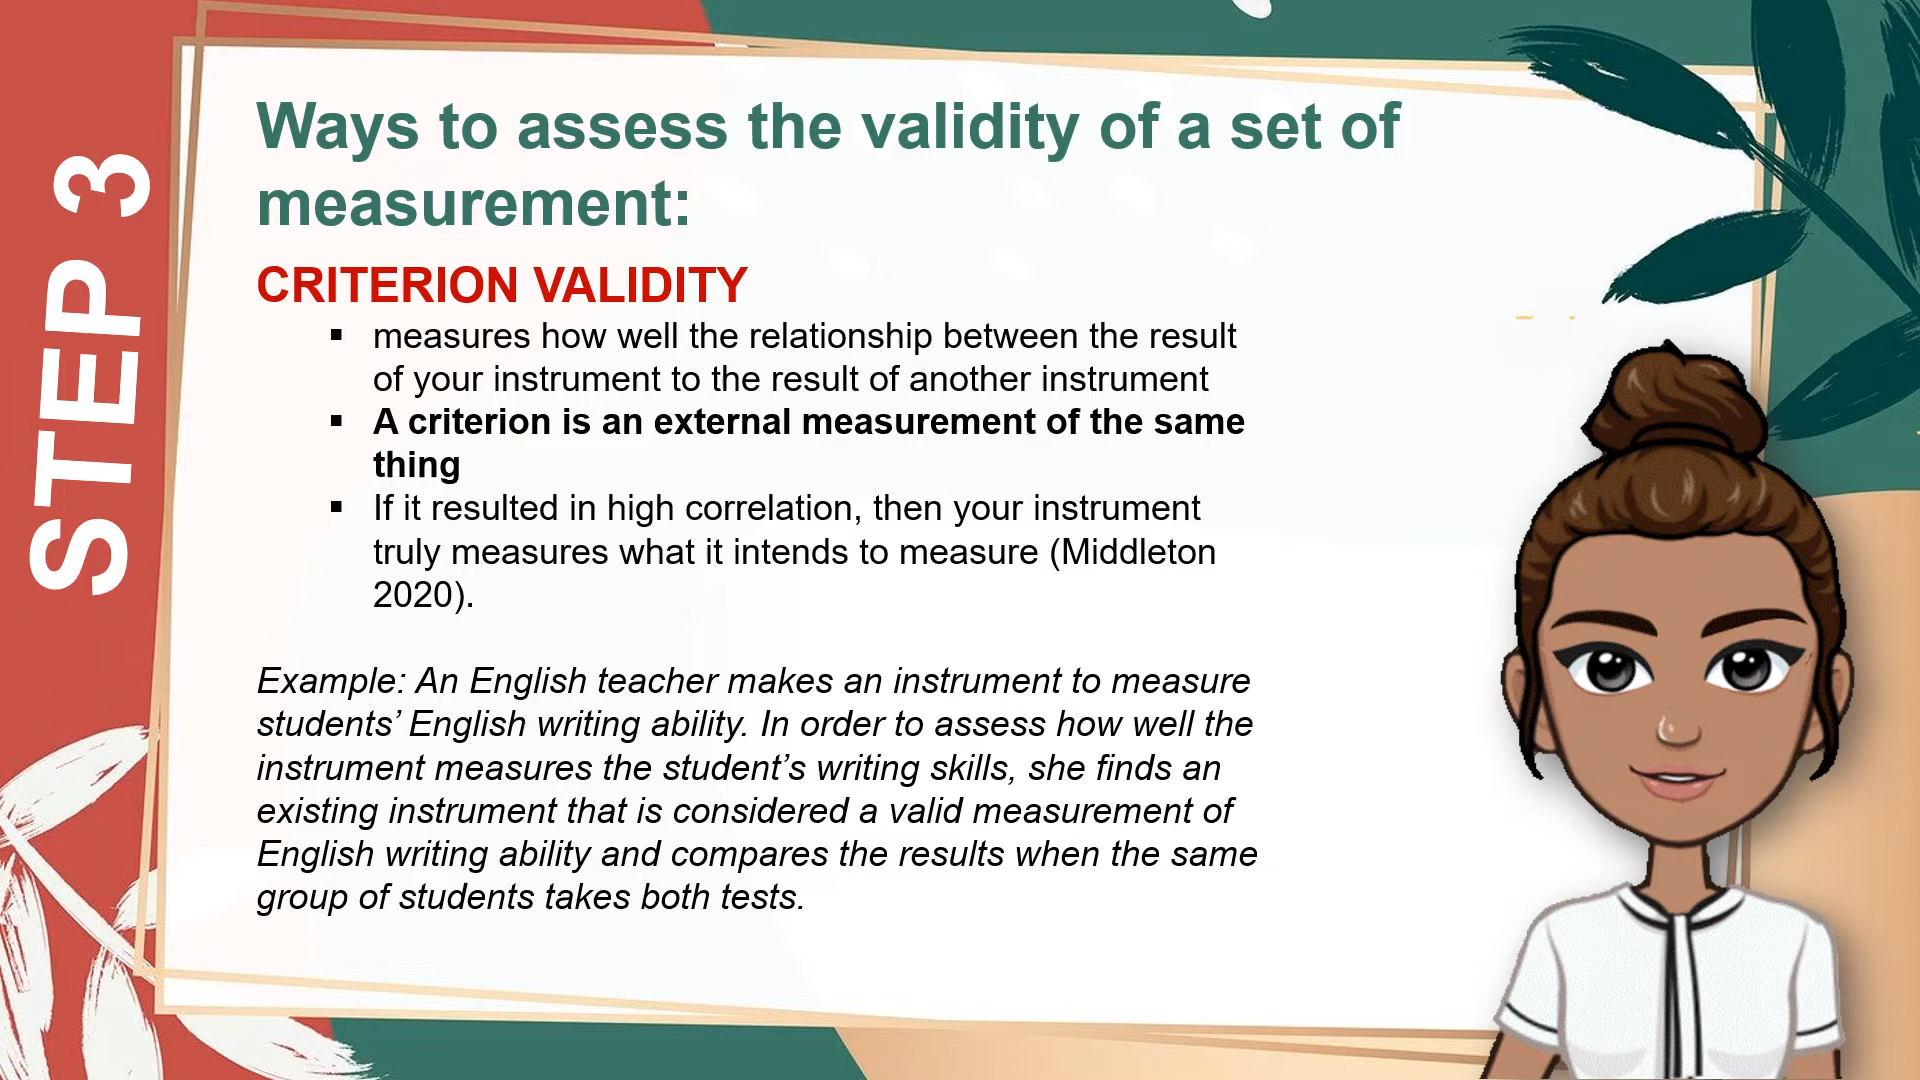 STEP 3
Ways to assess the validity of a set of
measurement:
CRITERION VALIDITY
▪ measures how well the relationship between the result
of your instrument to the result of another instrument
▪ A criterion is an external measurement of the same
thing
▪ If it resulted in high correlation, then your instrument
truly measures what it intends to measure (Middleton
2020).
Example: An English teacher makes an instrument to measure
students’ English writing ability. In order to assess how well the
instrument measures the student’s writing skills, she finds an
existing instrument that is considered a valid measurement of
English writing ability and compares the results when the same
group of students takes both tests.